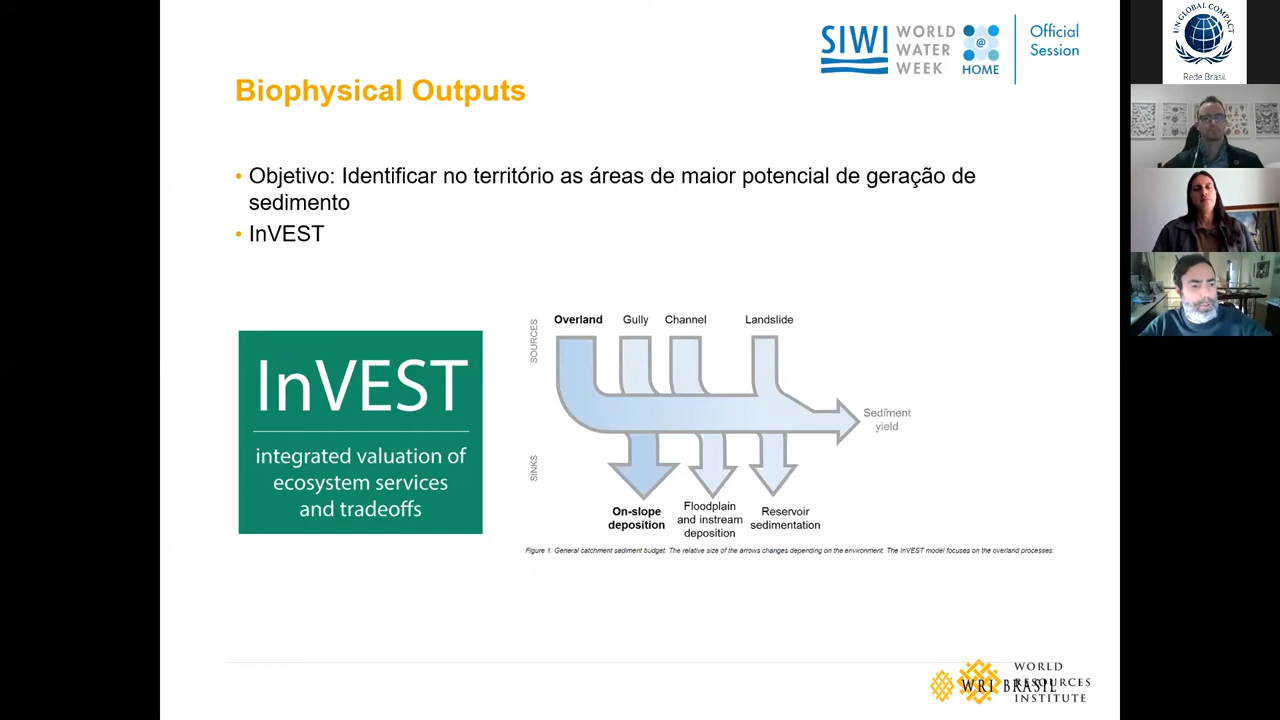 SIWI
WORLD
WATER
WEEK
@
HOME
Official
Session
UN GLOBAL COMPACT
Rede Brasil
Biophysical Outputs
• Objetivo: Identificar no território as áreas de maior potencial de geração de
sedimento
• InVEST
InVEST
integrated valuation of
ecosystem services
and tradeoffs
SOURCES
Overland Gully Channel Landslide
Sediment
yield
SINKS
On-slope
deposition
Floodplain
and instream
deposition
Reservoir
sedimentation
Figure 1. General catchment sediment budget. The relative size of the arrows changes depending on the environment. The InVEST model focuses on the overland processes.
WRI BRASIL
WORLD
RESOURCES
INSTITUTE